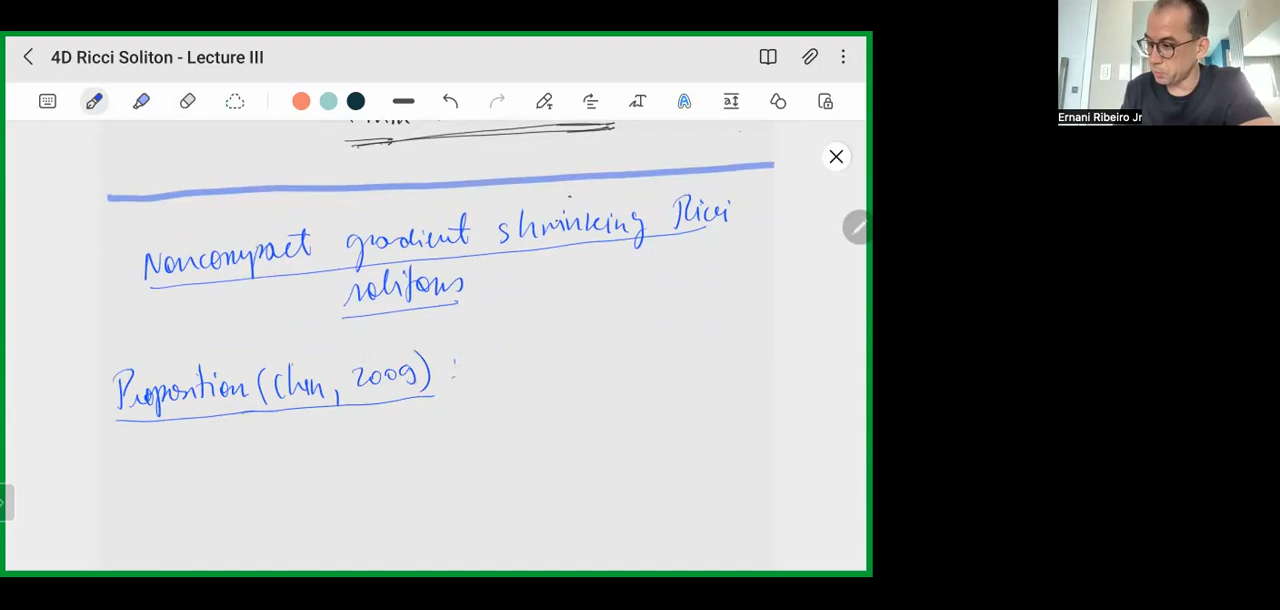 4D Ricci Soliton - Lecture III
Ernani Ribeiro Jr
Noncompact gradient shrinking Ricci
solitons
Proposition (Chen, 2009) :